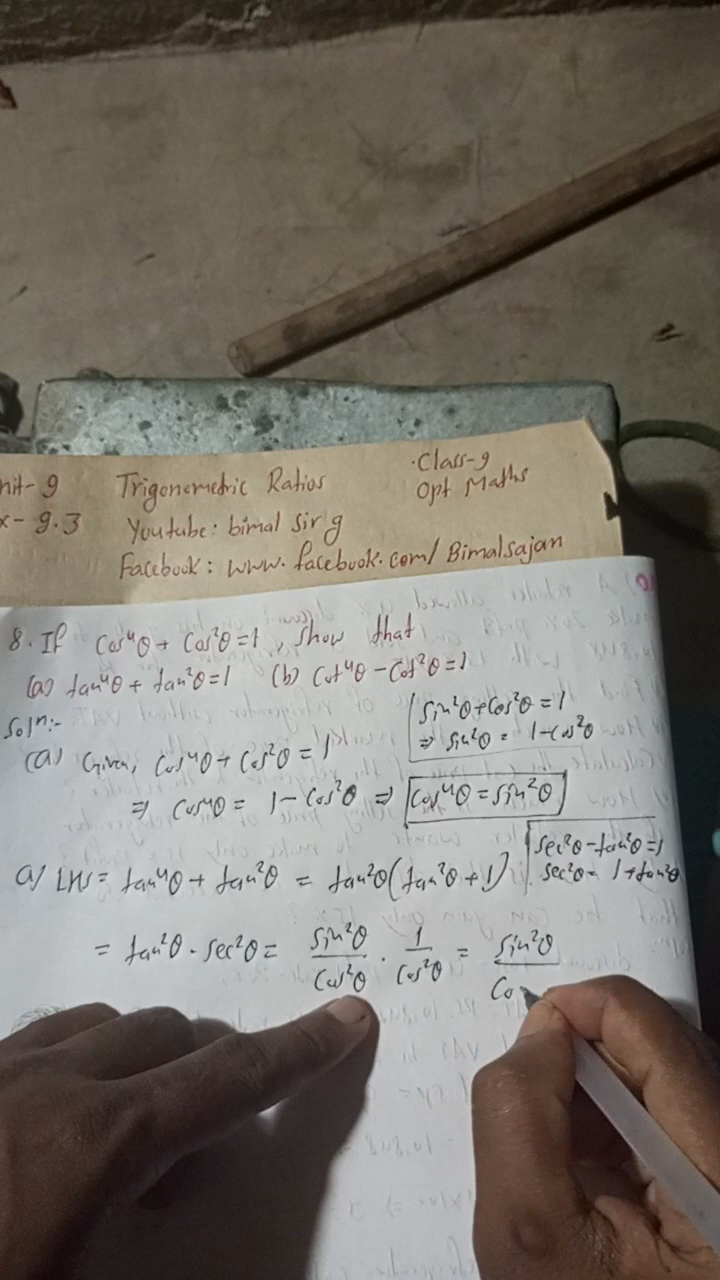 nit-9 Trigonometric Ratios Class-9
x-9.3 Youtube: bimal sir g Opt Maths
Facebook: www.facebook.com/Bimalsajan
8. If Cos⁴θ + Cos²θ = 1, show that
(a) tan⁴θ + tan²θ = 1 (b) Cot⁴θ - Cot²θ = 1
Solⁿ:-
Sin²θ + Cos²θ = 1
⇒ Sin²θ = 1 - Cos²θ
(a) Given, Cos⁴θ + Cos²θ = 1
⇒ Cos⁴θ = 1 - Cos²θ ⇒ Cos⁴θ = Sin²θ
Sec²θ - tan²θ = 1
Sec²θ = 1 + tan²θ
a) LHS = tan⁴θ + tan²θ = tan²θ(tan²θ + 1)
= tan²θ · Sec²θ = Sin²θ/Cos²θ · 1/Cos²θ = Sin²θ/Co